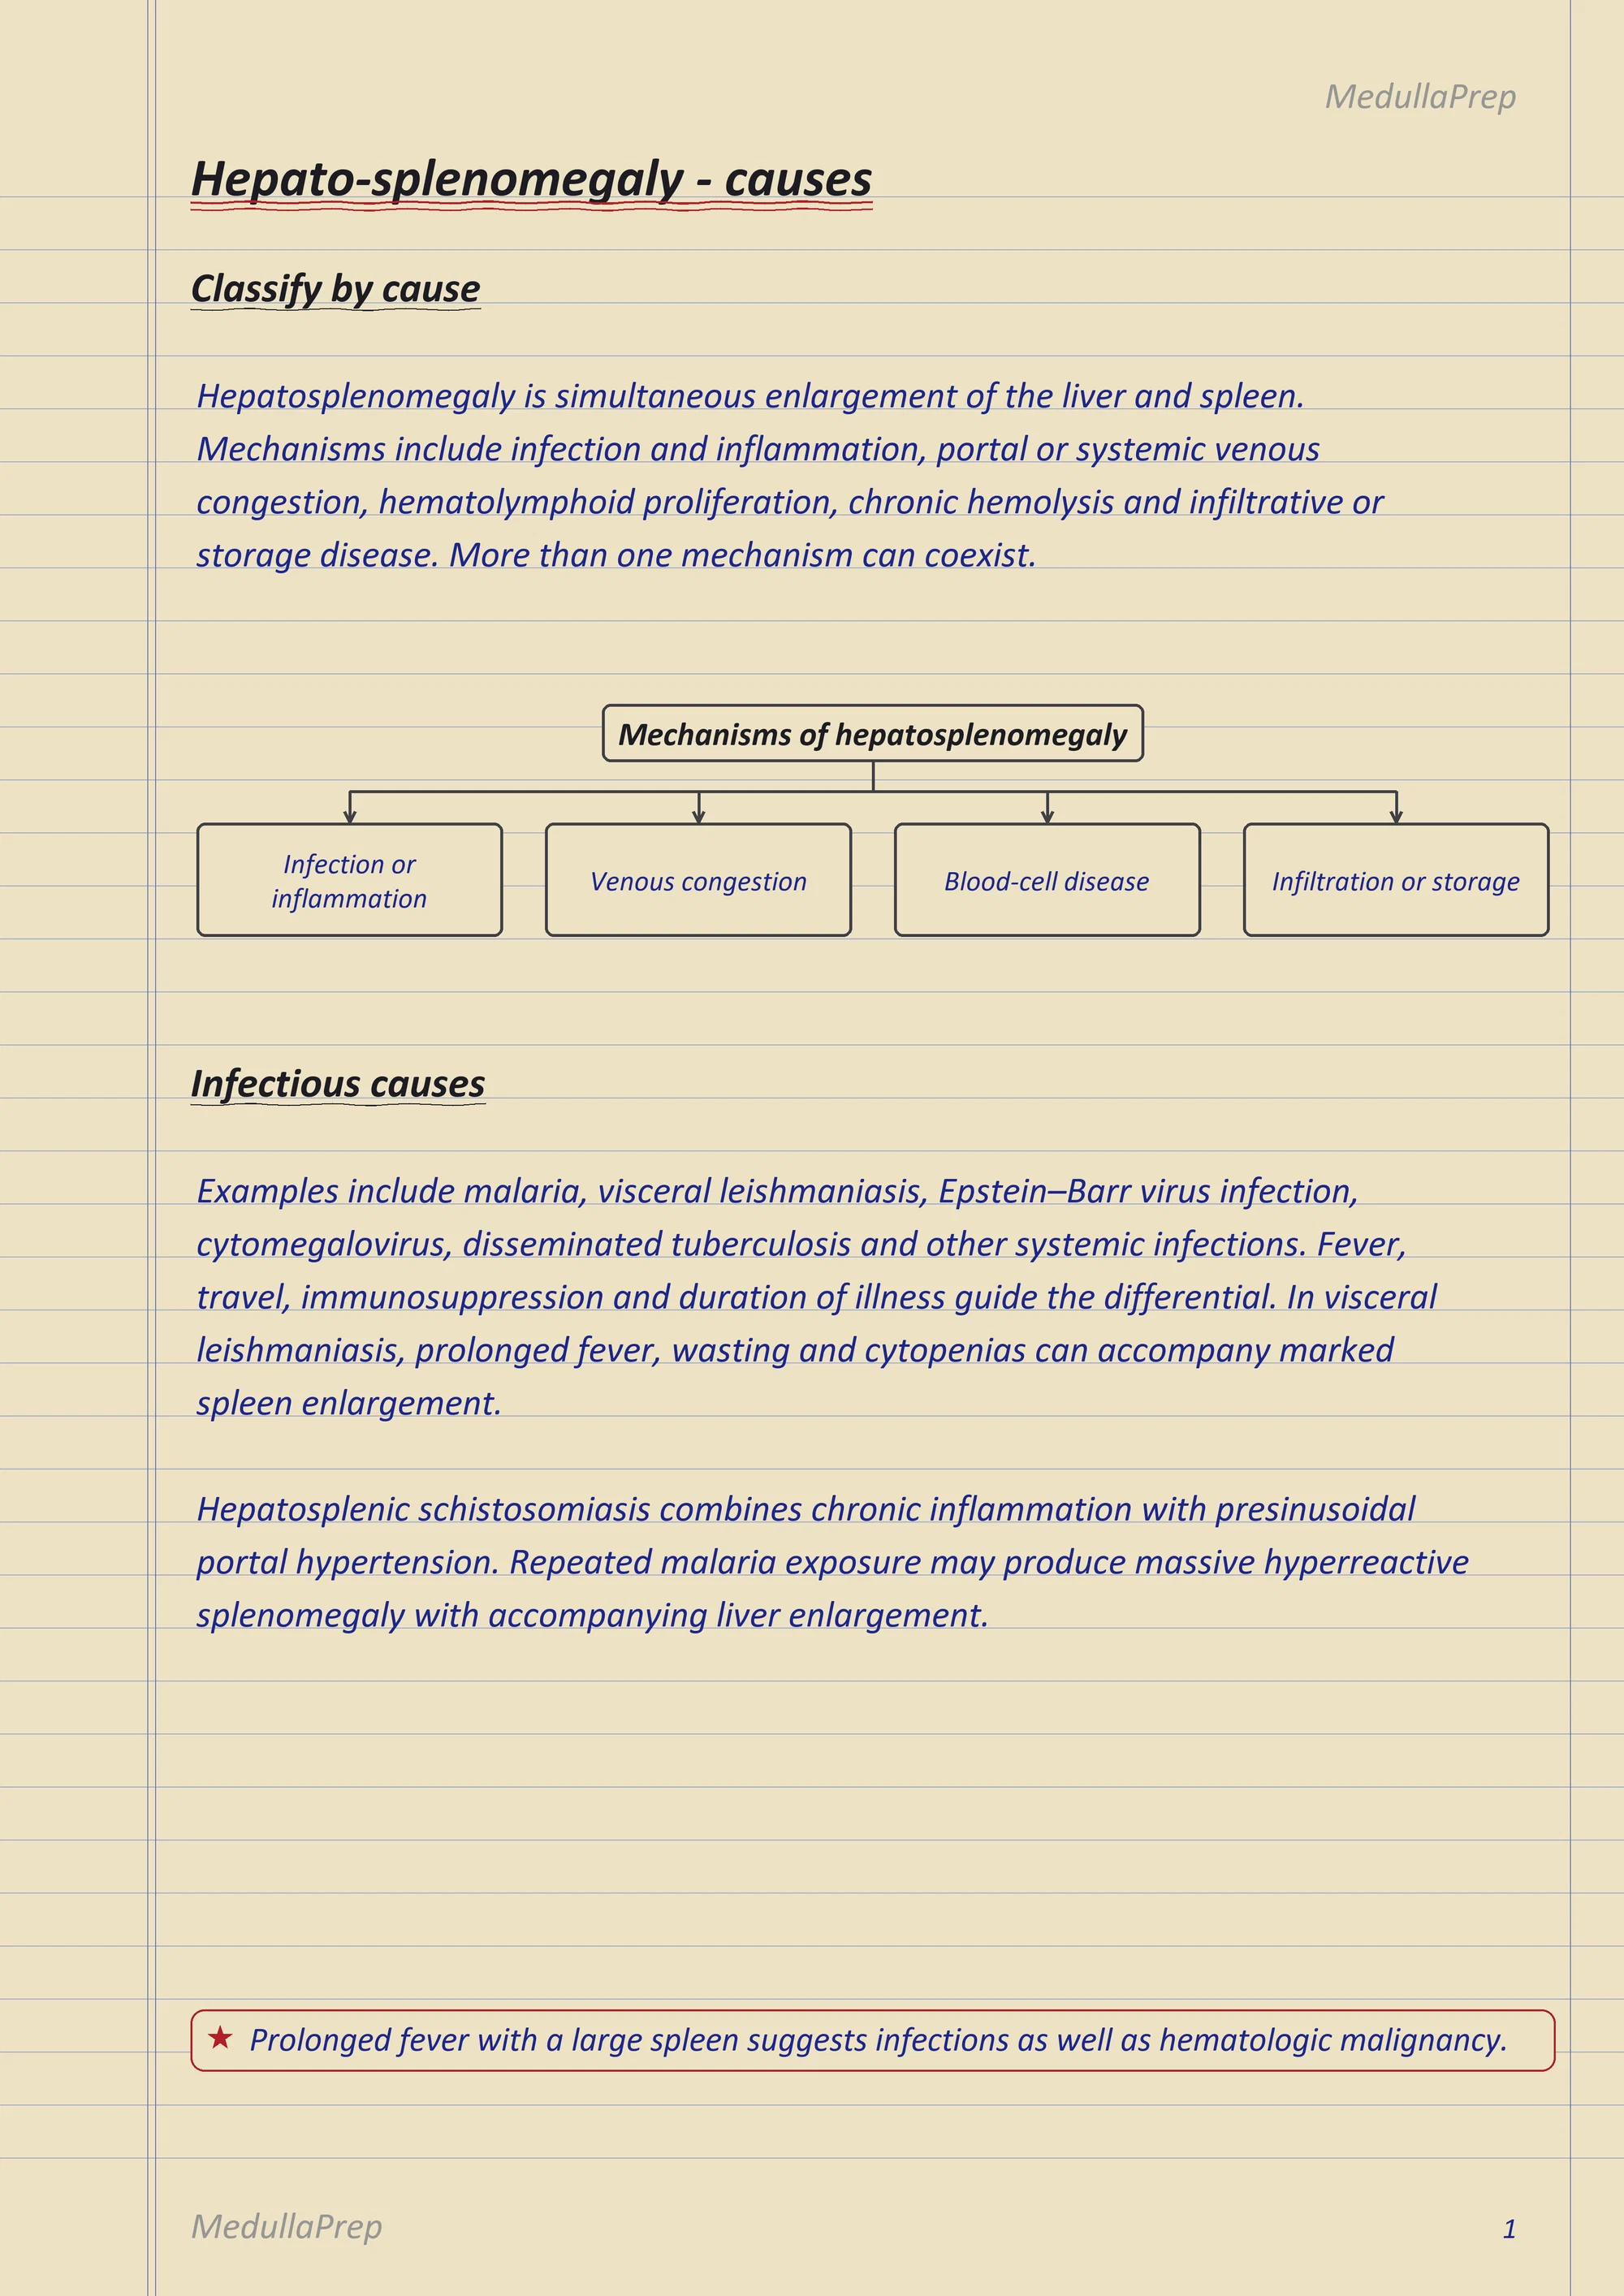 MedullaPrep
Hepato-splenomegaly - causes
Classify by cause
Hepatosplenomegaly is simultaneous enlargement of the liver and spleen.
Mechanisms include infection and inflammation, portal or systemic venous
congestion, hematolymphoid proliferation, chronic hemolysis and infiltrative or
storage disease. More than one mechanism can coexist.
Mechanisms of hepatosplenomegaly
Infection or
inflammation
Venous congestion
Blood-cell disease
Infiltration or storage
Infectious causes
Examples include malaria, visceral leishmaniasis, Epstein–Barr virus infection,
cytomegalovirus, disseminated tuberculosis and other systemic infections. Fever,
travel, immunosuppression and duration of illness guide the differential. In visceral
leishmaniasis, prolonged fever, wasting and cytopenias can accompany marked
spleen enlargement.
Hepatosplenic schistosomiasis combines chronic inflammation with presinusoidal
portal hypertension. Repeated malaria exposure may produce massive hyperreactive
splenomegaly with accompanying liver enlargement.
★ Prolonged fever with a large spleen suggests infections as well as hematologic malignancy.
MedullaPrep
1